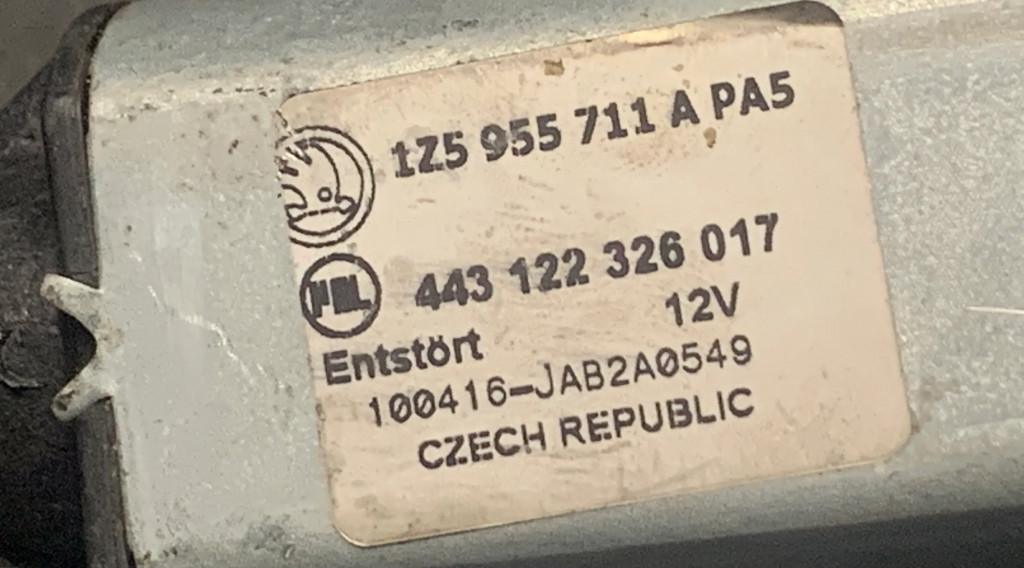 1Z5 955 711 A PA5
443 122 326 017
12V
Entstört
100416-JAB2A0549
CZECH REPUBLIC